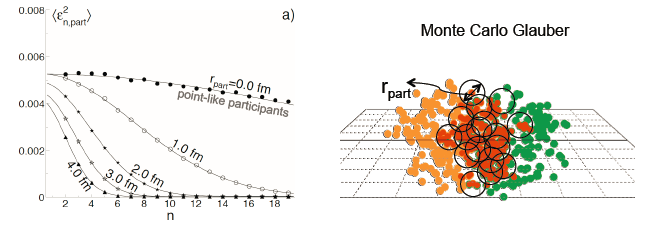 ⟨ε²n,part⟩
a)
0.008
0.006
0.004
0.002
0
r part=0.0 fm
point-like participants
1.0 fm
2.0 fm
3.0 fm
4.0 fm
2 4 6 8 10 12 14 16 18
n
Monte Carlo Glauber
r part